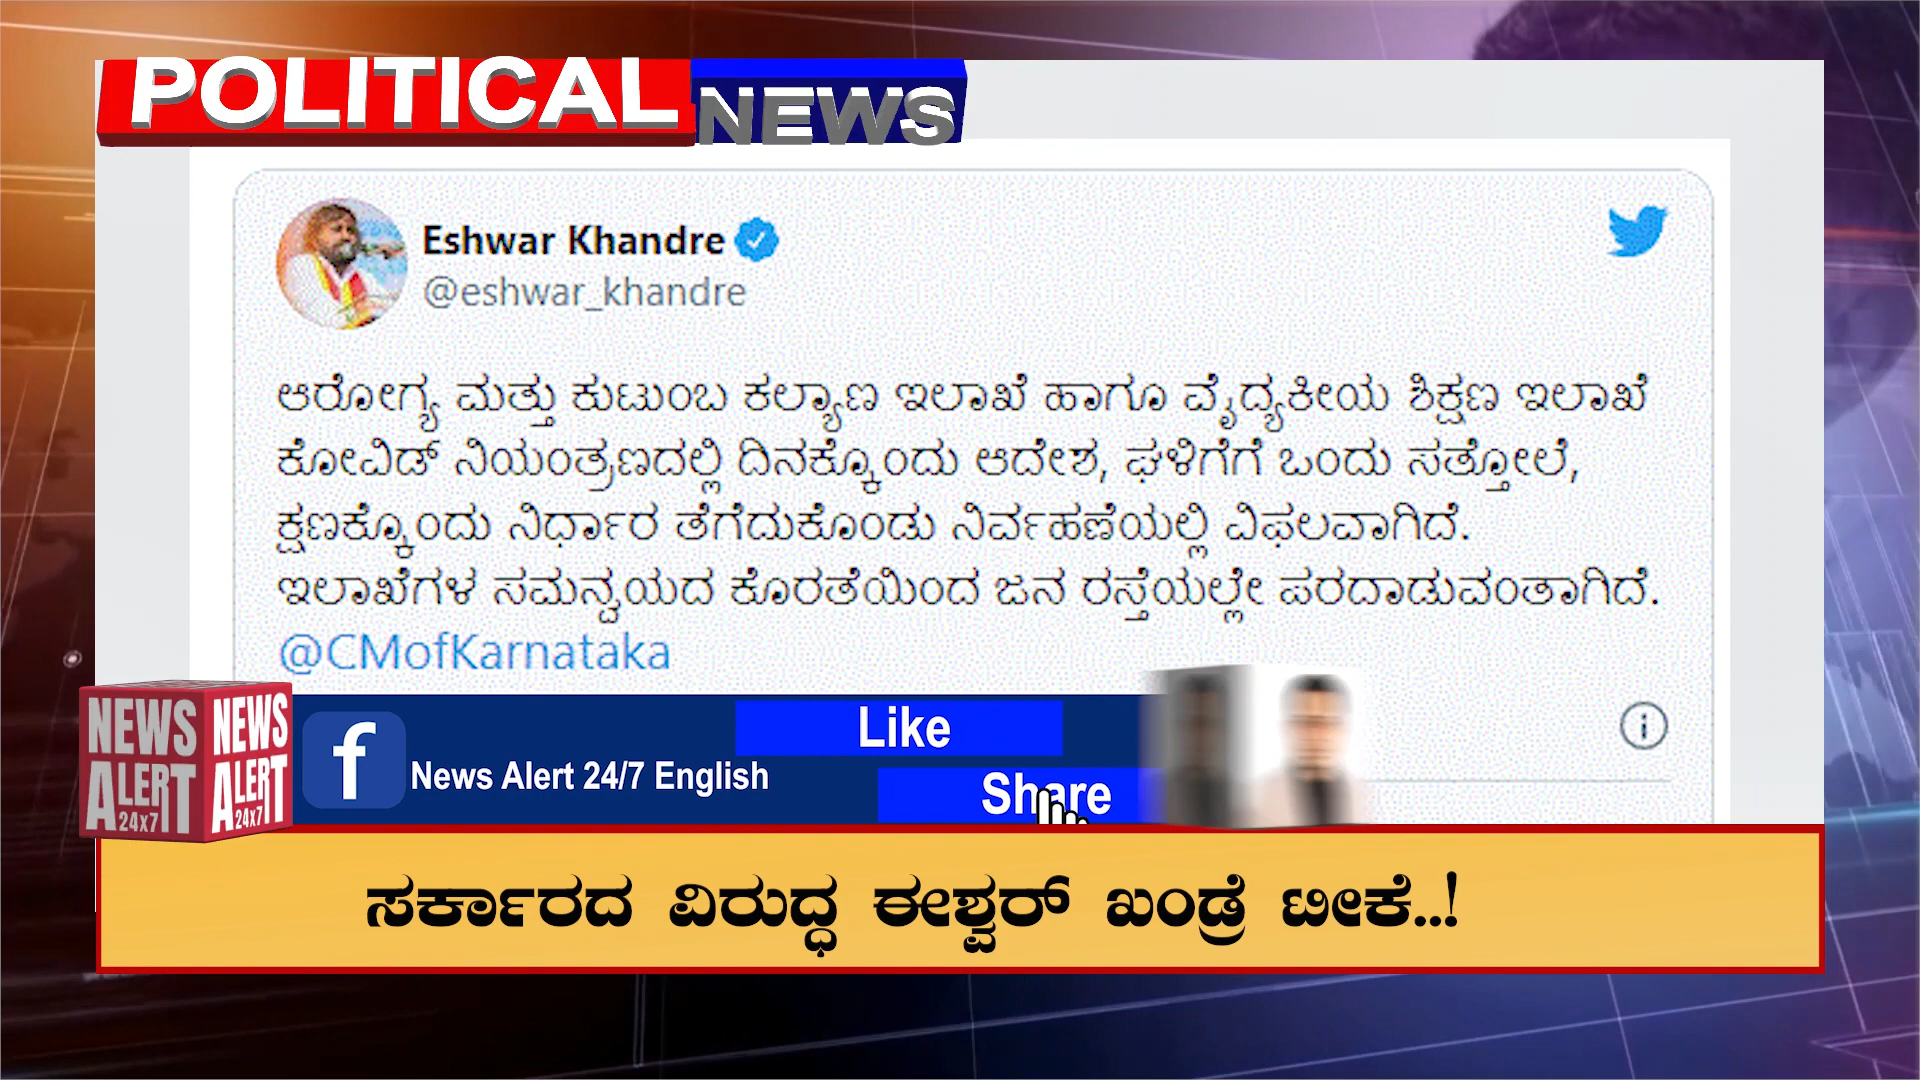 POLITICAL NEWS
Eshwar Khandre
@eshwar_khandre
ಆರೋಗ್ಯ ಮತ್ತು ಕುಟುಂಬ ಕಲ್ಯಾಣ ಇಲಾಖೆ ಹಾಗೂ ವೈದ್ಯಕೀಯ ಶಿಕ್ಷಣ ಇಲಾಖೆ
ಕೋವಿಡ್ ನಿಯಂತ್ರಣದಲ್ಲಿ ದಿನಕ್ಕೊಂದು ಆದೇಶ, ಘಳಿಗೆಗೆ ಒಂದು ಸತ್ತೋಲೆ,
ಕ್ಷಣಕ್ಕೊಂದು ನಿರ್ಧಾರ ತೆಗೆದುಕೊಂಡು ನಿರ್ವಹಣೆಯಲ್ಲಿ ವಿಫಲವಾಗಿದೆ.
ಇಲಾಖೆಗಳ ಸಮನ್ವಯದ ಕೊರತೆಯಿಂದ ಜನ ರಸ್ತೆಯಲ್ಲೇ ಪರದಾಡುವಂತಾಗಿದೆ.
@CMofKarnataka
NEWS ALERT 24x7
NEWS ALERT 24x7
f
News Alert 24/7 English
Like
Share
ಸರ್ಕಾರದ ವಿರುದ್ಧ ಈಶ್ವರ್ ಖಂಡ್ರೆ ಟೀಕೆ..!